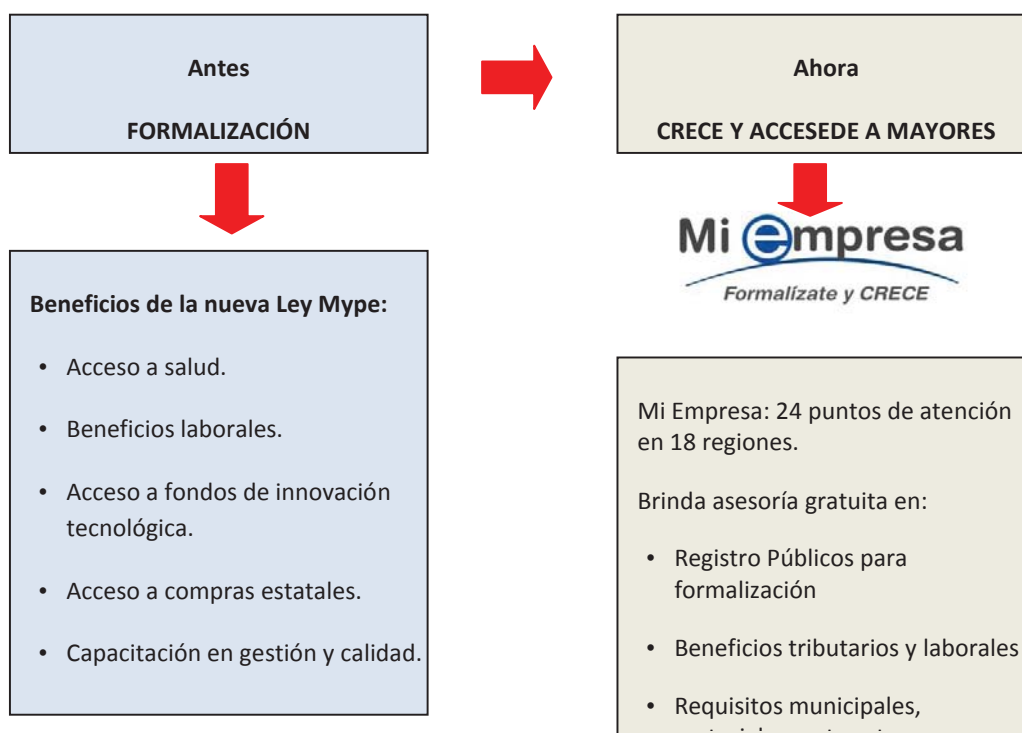 Antes
FORMALIZACIÓN
Beneficios de la nueva Ley Mype:
• Acceso a salud.
• Beneficios laborales.
• Acceso a fondos de innovación
tecnológica.
• Acceso a compras estatales.
• Capacitación en gestión y calidad.
Ahora
CRECE Y ACCESEDE A MAYORES
Mi empresa
Formalízate y CRECE
Mi Empresa: 24 puntos de atención
en 18 regiones.
Brinda asesoría gratuita en:
• Registro Públicos para
formalización
• Beneficios tributarios y laborales
• Requisitos municipales,